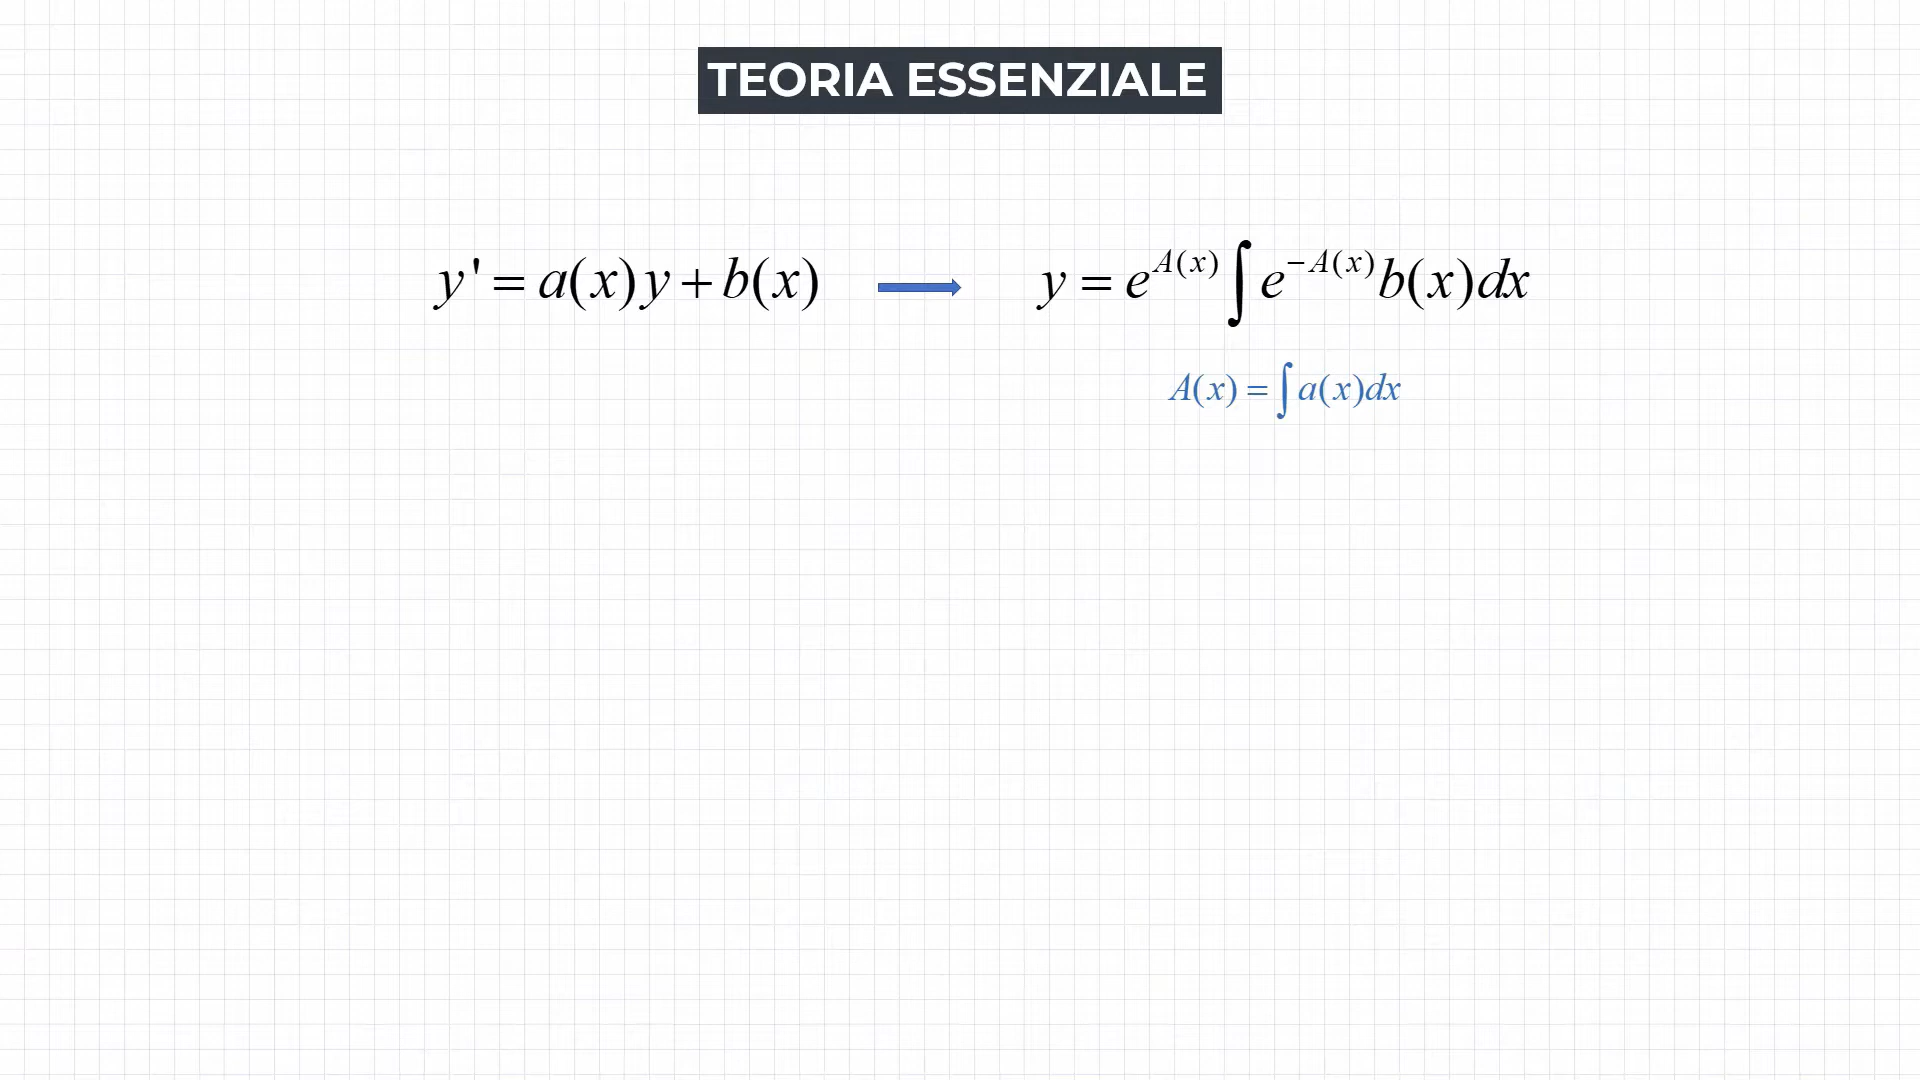 TEORIA ESSENZIALE
y' = a(x)y + b(x) → y = e^{A(x)} ∫ e^{-A(x)} b(x)dx
A(x) = ∫ a(x)dx